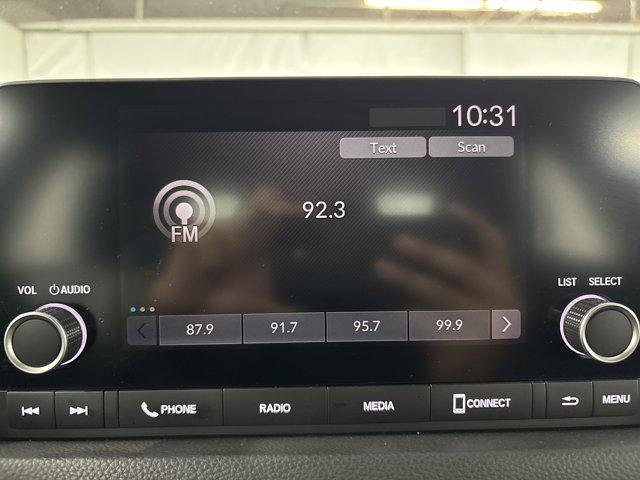 10:31
Text Scan
92.3
FM
VOL AUDIO
LIST SELECT
87.9 91.7 95.7 99.9
PHONE RADIO MEDIA CONNECT MENU